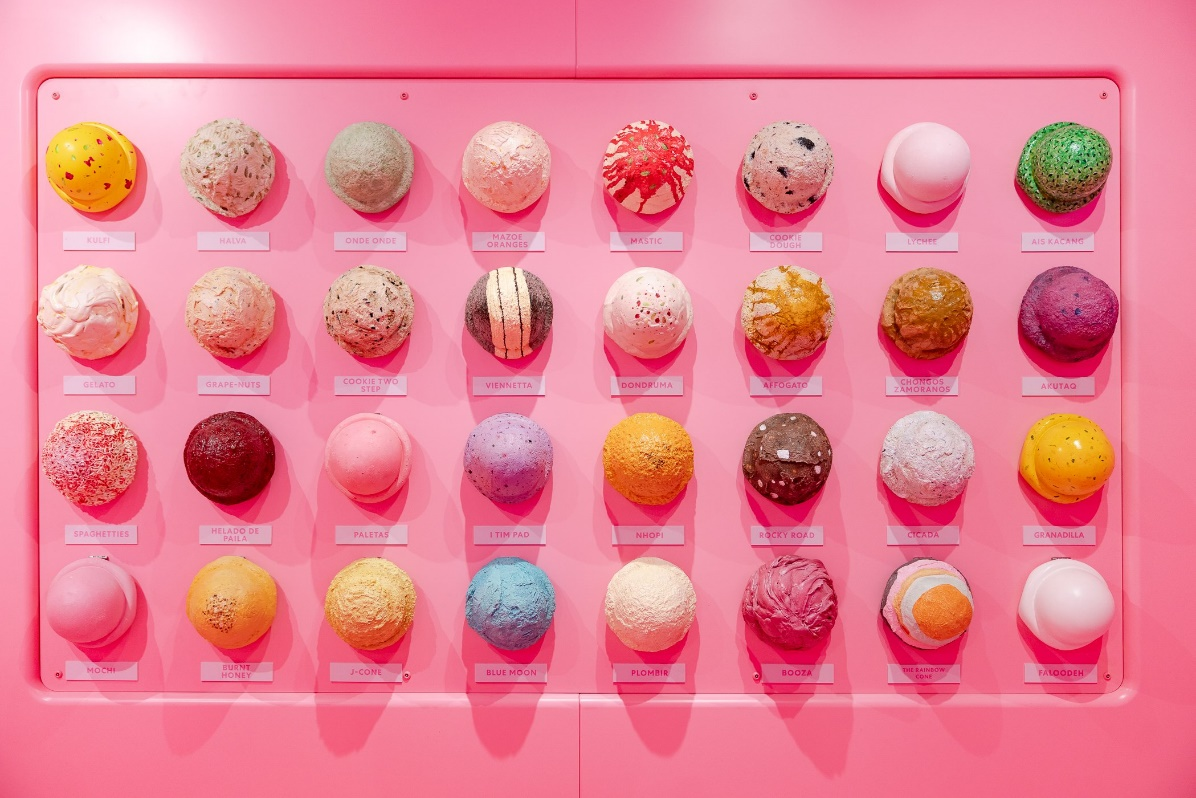 KULFI
HALVA
ONDE ONDE
MAZOE
ORANGES
MASTIC
COOKIE
DOUGH
LYCHEE
AIS KACANG
GELATO
GRAPE-NUTS
COOKIE TWO
STEP
VIENNETTA
DONDRUMA
AFFOGATO
CHONGOS
ZAMORANOS
AKUTAQ
SPAGHETTIES
HELADO DE
PAILA
PALETAS
I TIM PAD
NHOPI
ROCKY ROAD
CICADA
GRANADILLA
MOCHI
BURNT
HONEY
J-CONE
BLUE MOON
PLOMBIR
BOOZA
THE RAINBOW
CONE
FALOODEH